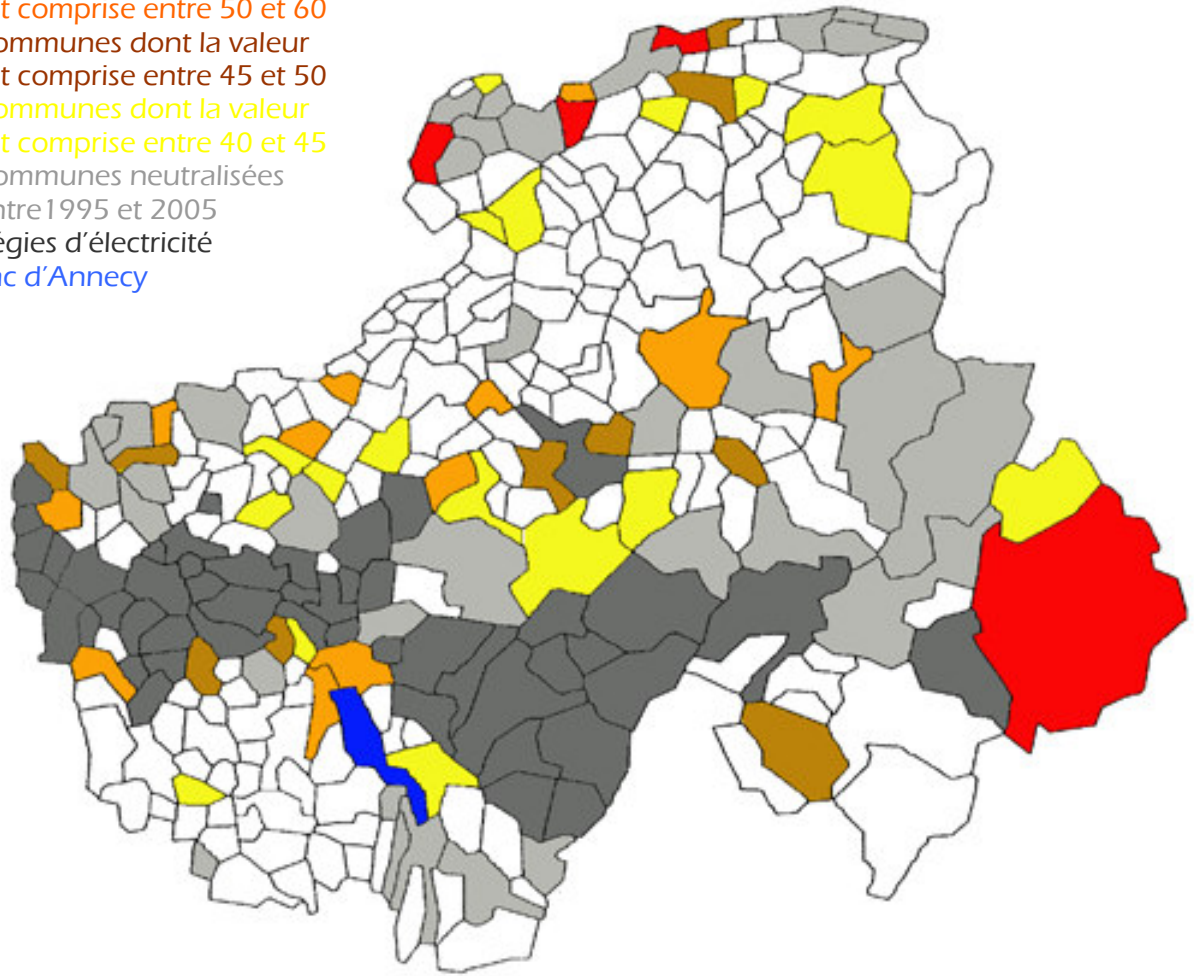 t comprise entre 50 et 60
ommunes dont la valeur
t comprise entre 45 et 50
ommunes dont la valeur
t comprise entre 40 et 45
ommunes neutralisées
ntre1995 et 2005
égies d'électricité
c d'Annecy